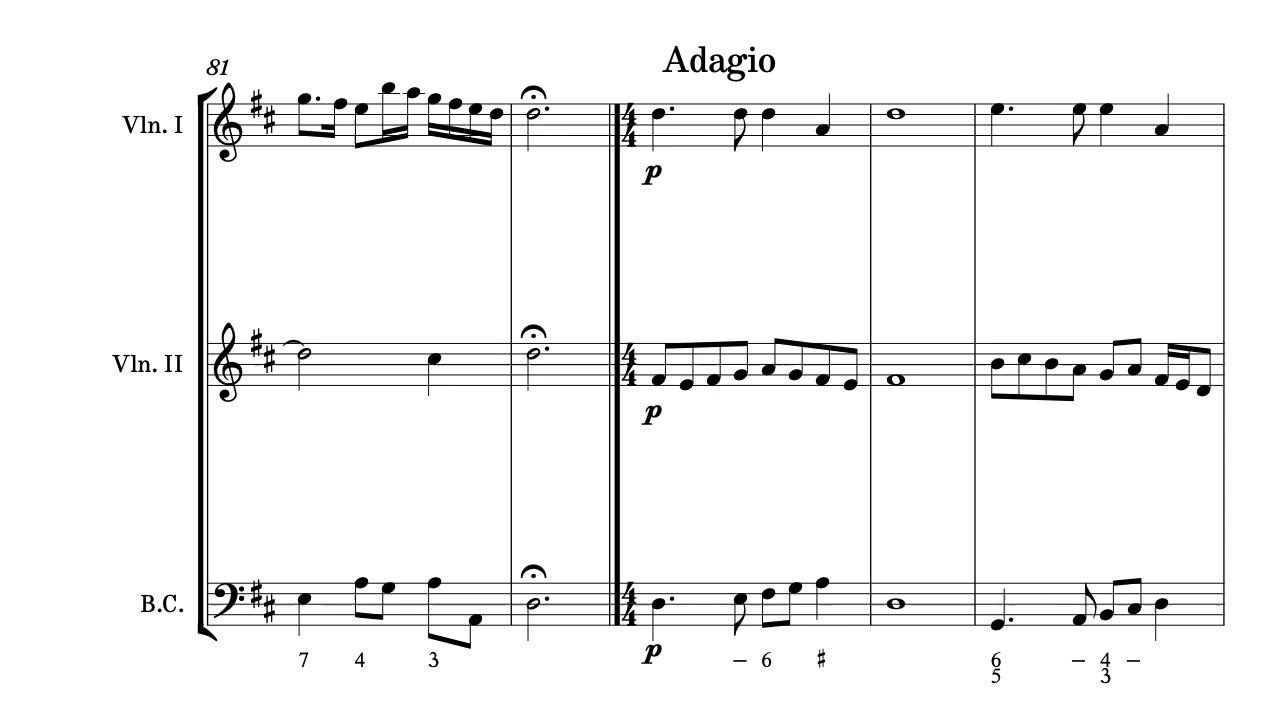 Adagio
81
Vln. I
p
Vln. II
p
B.C.
p
7 4 3 – 6 ♯ 6 – 4 –
5 3